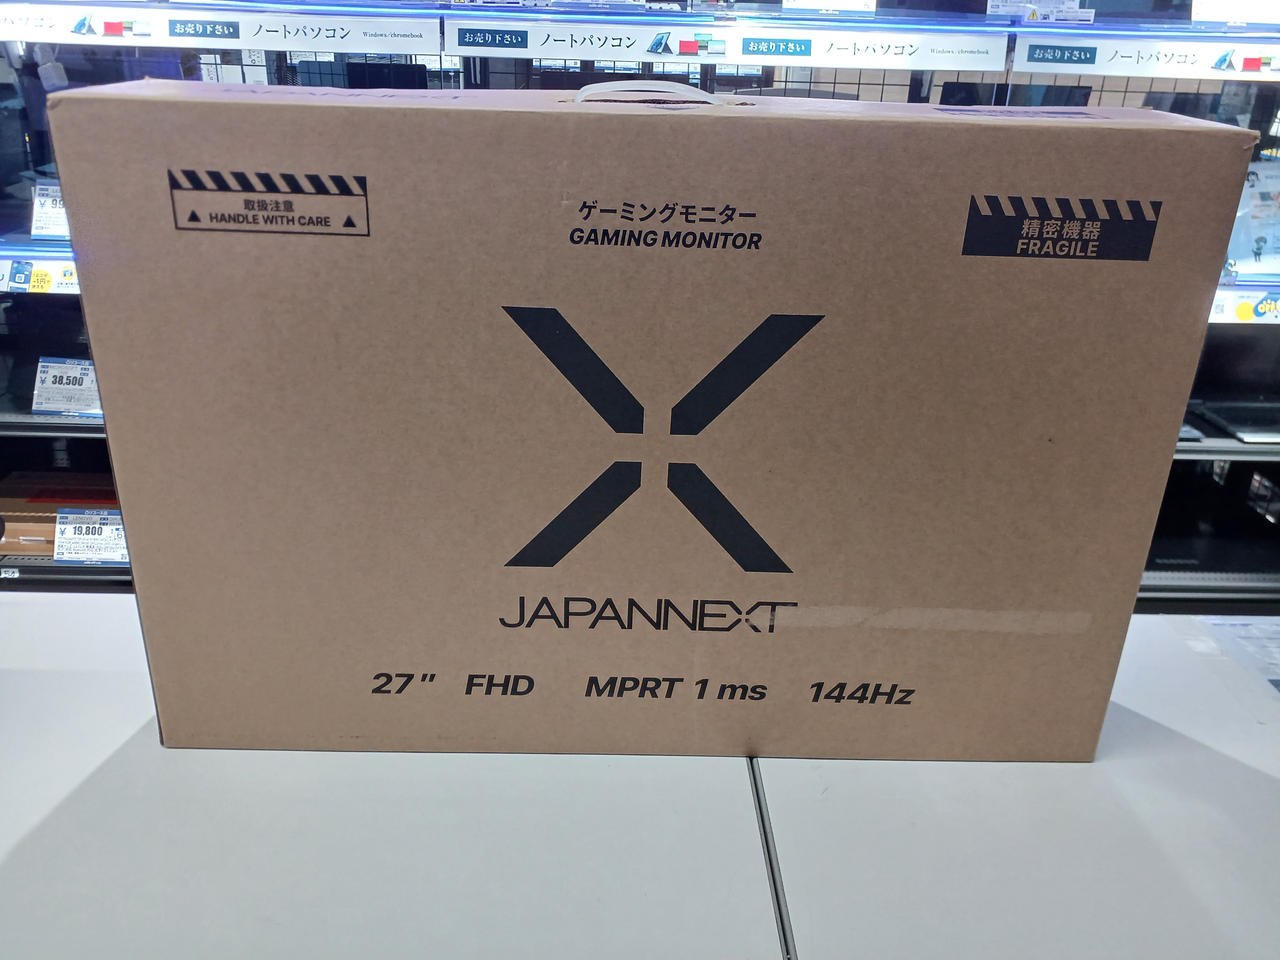 お売り下さい ノートパソコン Windows/chromebook
お売り下さい ノートパソコン
お売り下さい ノートパソコン Windows/chromebook
お売り下さい ノートパソコン
取扱注意
HANDLE WITH CARE
ゲーミングモニター
GAMING MONITOR
精密機器
FRAGILE
¥ 38,500
¥ 19,800
JAPANNEXT
27" FHD MPRT 1 ms 144Hz